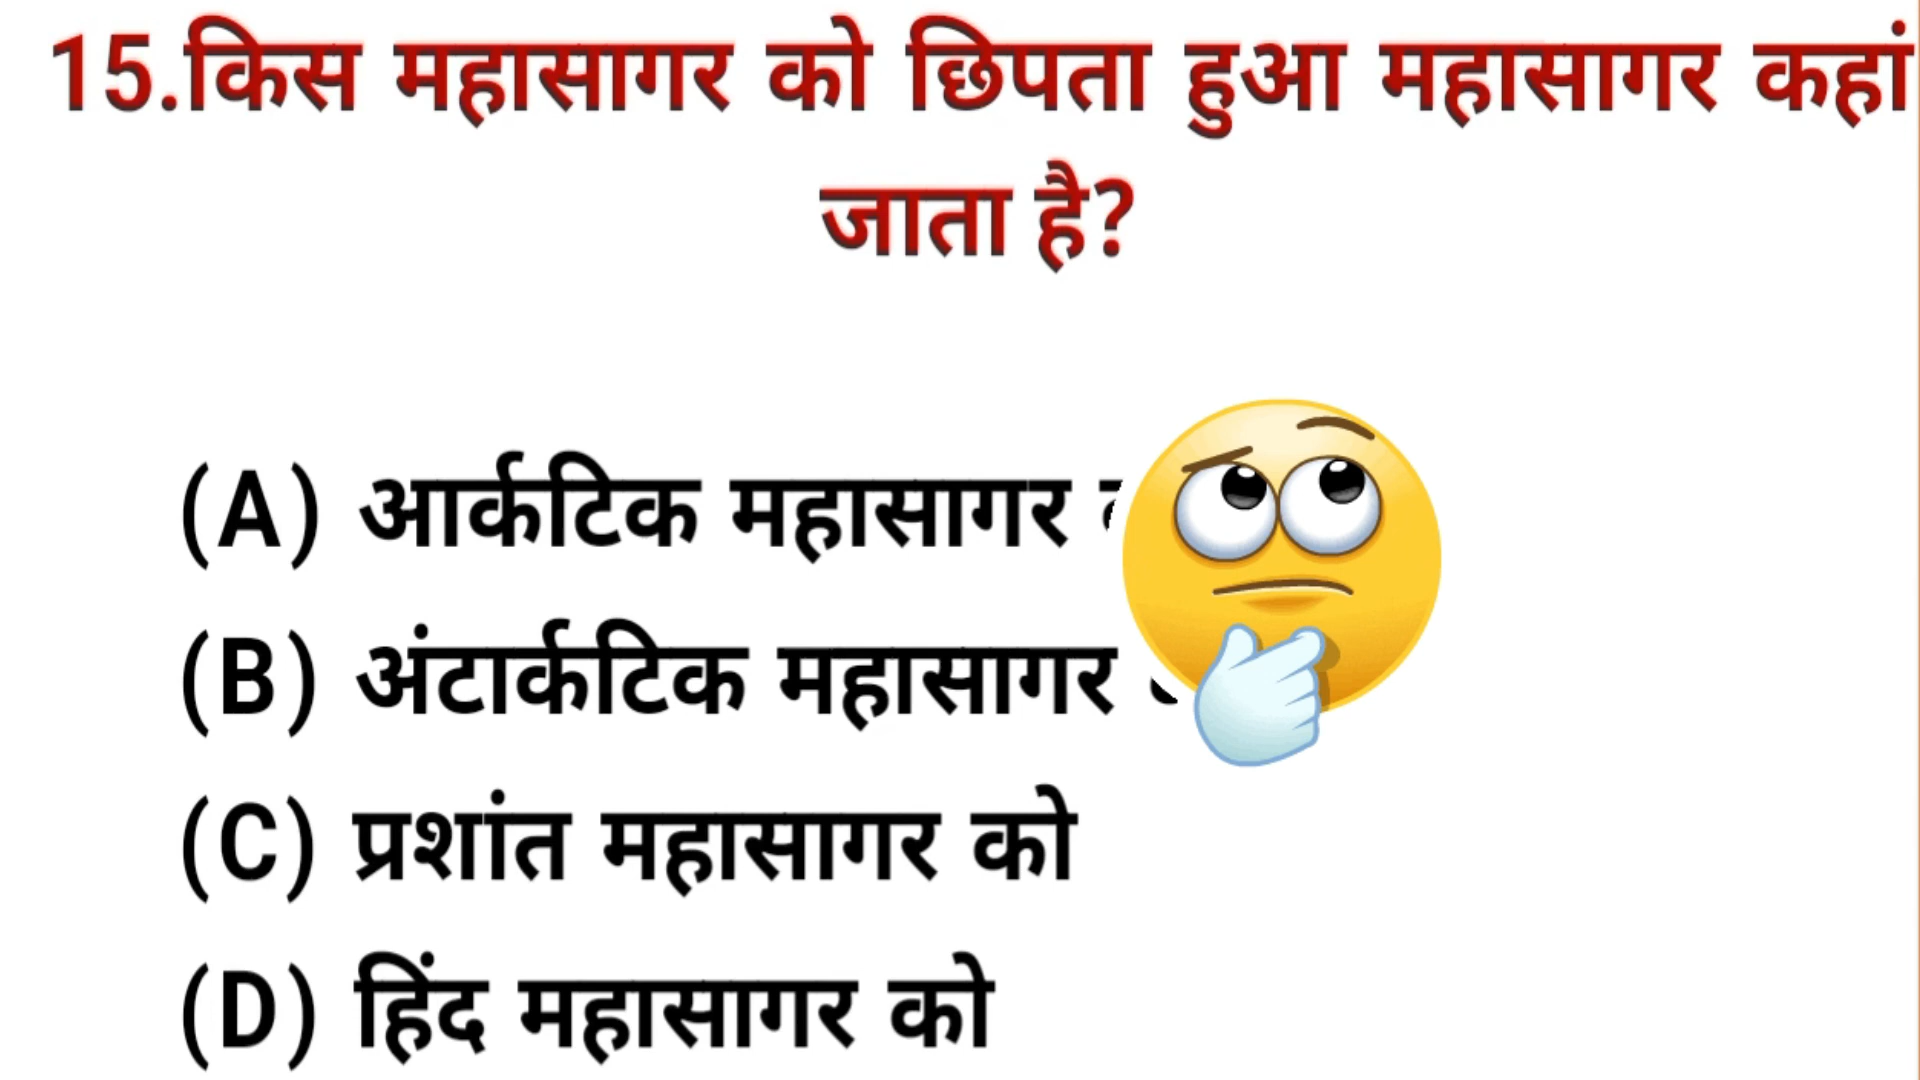 15.किस महासागर को छिपता हुआ महासागर कहां
जाता है?
(A) आर्कटिक महासागर
(B) अंटार्कटिक महासागर
(C) प्रशांत महासागर को
(D) हिंद महासागर को